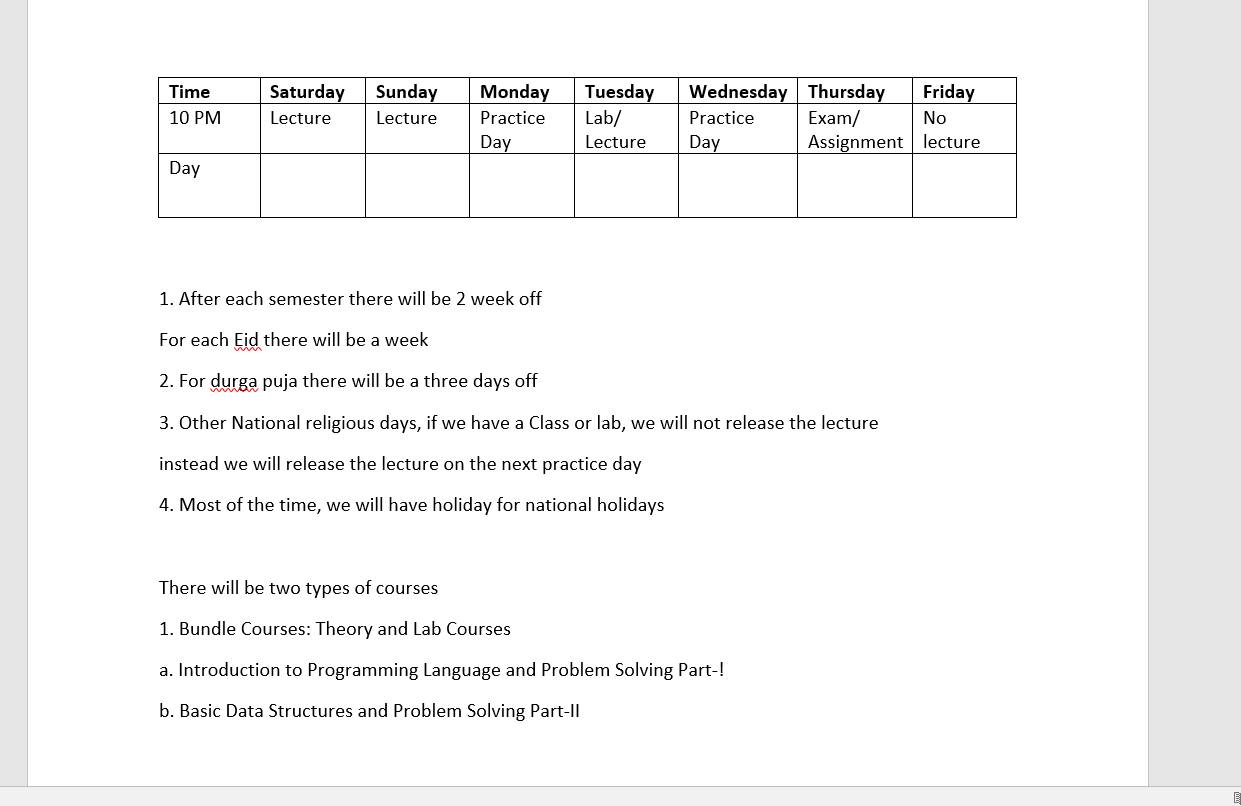 Time Saturday Sunday Monday Tuesday Wednesday Thursday Friday
10 PM Lecture Lecture Practice Day Lab/ Lecture Practice Day Exam/ Assignment No lecture
Day
1. After each semester there will be 2 week off
For each Eid there will be a week
2. For durga puja there will be a three days off
3. Other National religious days, if we have a Class or lab, we will not release the lecture
instead we will release the lecture on the next practice day
4. Most of the time, we will have holiday for national holidays
There will be two types of courses
1. Bundle Courses: Theory and Lab Courses
a. Introduction to Programming Language and Problem Solving Part-!
b. Basic Data Structures and Problem Solving Part-II